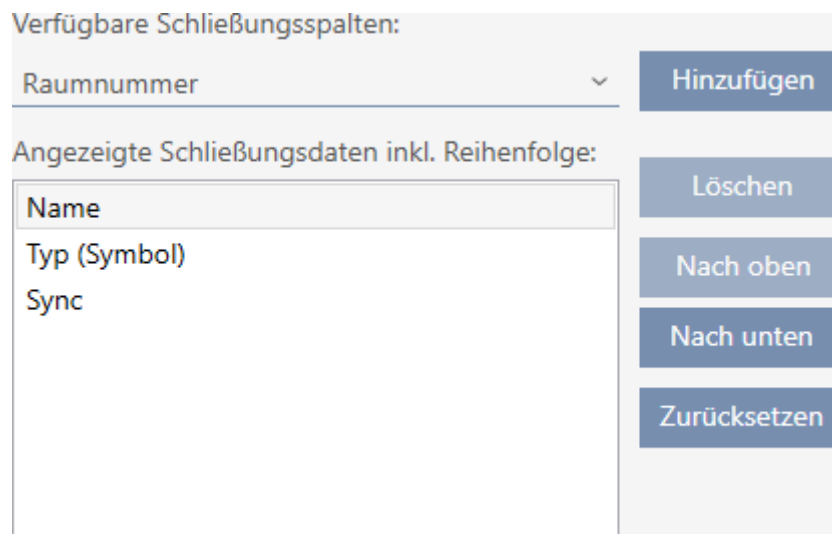 Verfügbare Schließungsspalten:
Raumnummer
Hinzufügen
Angezeigte Schließungsdaten inkl. Reihenfolge:
Löschen
Name
Typ (Symbol)
Nach oben
Sync
Nach unten
Zurücksetzen